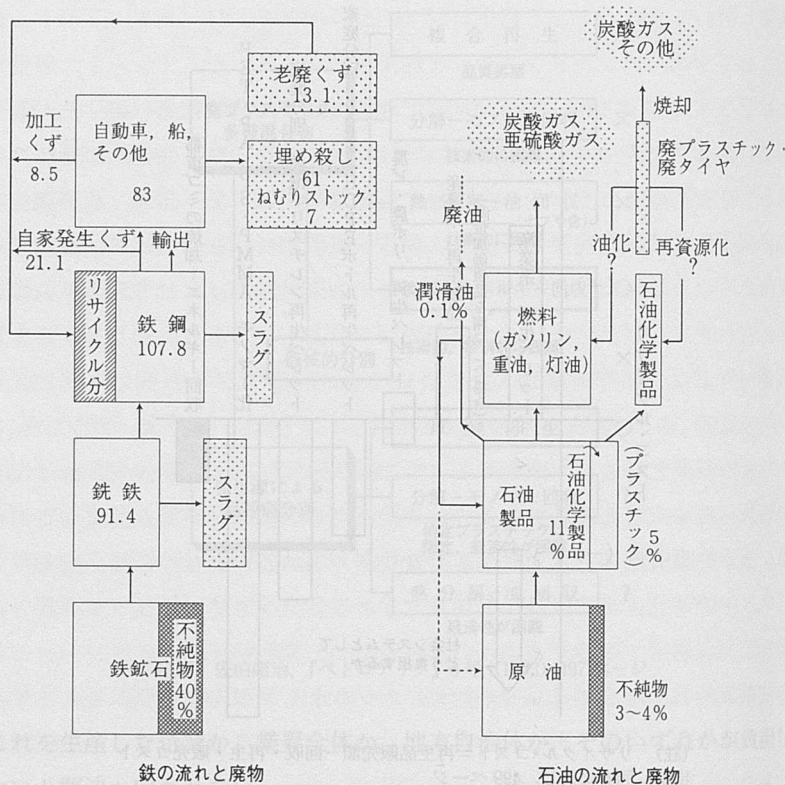 老廃くず
13.1
加工
くず
8.5
自動車，船，
その他
83
埋め殺し
61
ねむりストック
7
自家発生くず
21.1
輸出
リサイクル分
鉄 鋼
107.8
スラグ
銑 鉄
91.4
スラグ
鉄鉱石
不純物
40
%
鉄の流れと廃物
炭酸ガス
その他
焼却
炭酸ガス
亜硫酸ガス
廃プラスチック・
廃タイヤ
廃油
油化
?
再資源化
?
潤滑油
0.1%
燃料
(ガソリン，
重油，灯油)
石油化学製品
石油
製品
石油化学製品
11
%
(プラスチック)
5
%
原 油
不純物
3〜4%
石油の流れと廃物